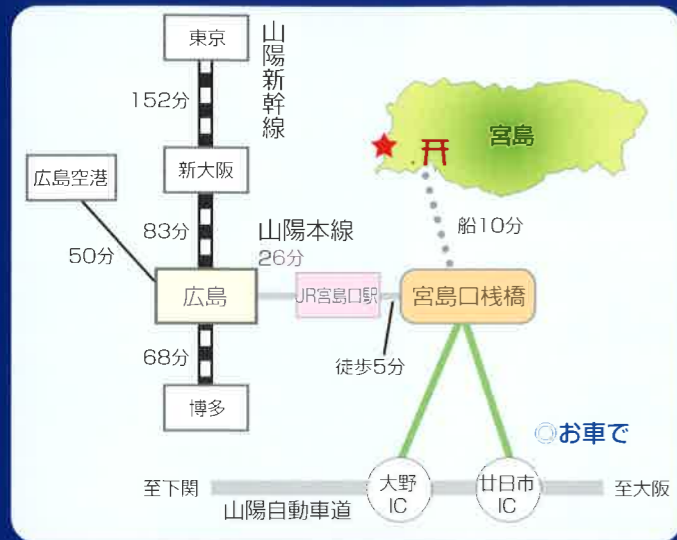 東京
山陽新幹線
152分
宮島
新大阪
広島空港
船10分
83分
山陽本線
26分
50分
広島
JR宮島口駅
宮島口桟橋
68分
徒歩5分
博多
◎お車で
至下関
大野
IC
廿日市
IC
至大阪
山陽自動車道